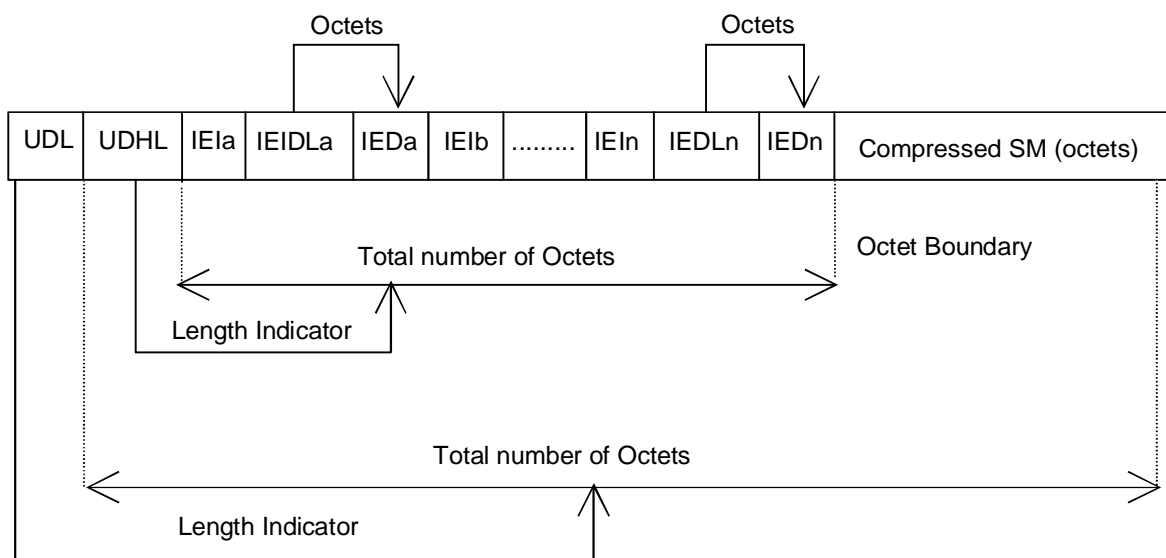 Octets Octets
UDL UDHL IEIa IEIDLa IEDa IEIb ......... IEIn IEDLn IEDn Compressed SM (octets)
Total number of Octets Octet Boundary
Length Indicator
Total number of Octets
Length Indicator